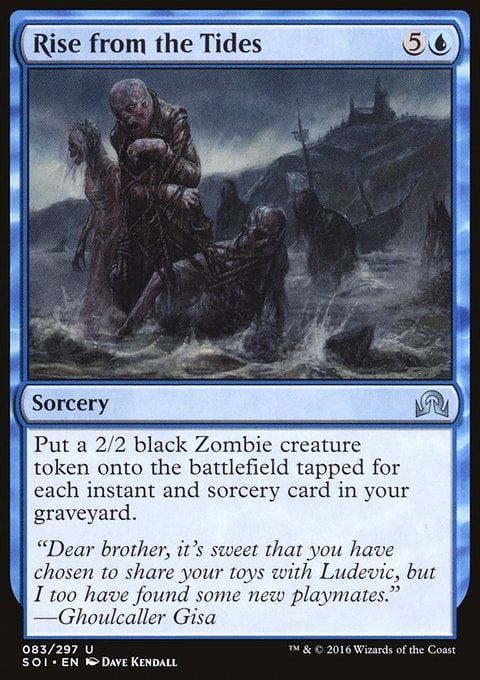 Rise from the Tides 5
Sorcery
Put a 2/2 black Zombie creature
token onto the battlefield tapped for
each instant and sorcery card in your
graveyard.
“Dear brother, it’s sweet that you have
chosen to share your toys with Ludevic, but
I too have found some new playmates.”
—Ghoulcaller Gisa
083/297 U
SOI • EN DAVE KENDALL
™ & © 2016 Wizards of the Coast